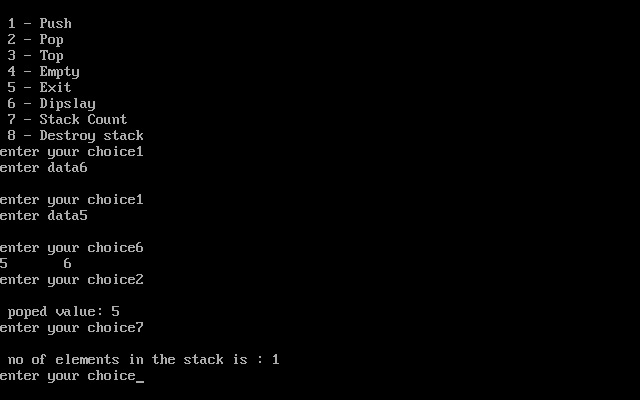 1 - Push
2 - Pop
3 - Top
4 - Empty
5 - Exit
6 - Dipslay
7 - Stack Count
8 - Destroy stack
enter your choice1
enter data6
enter your choice1
enter data5
enter your choice6
5       6
enter your choice2
poped value: 5
enter your choice7
no of elements in the stack is : 1
enter your choice_